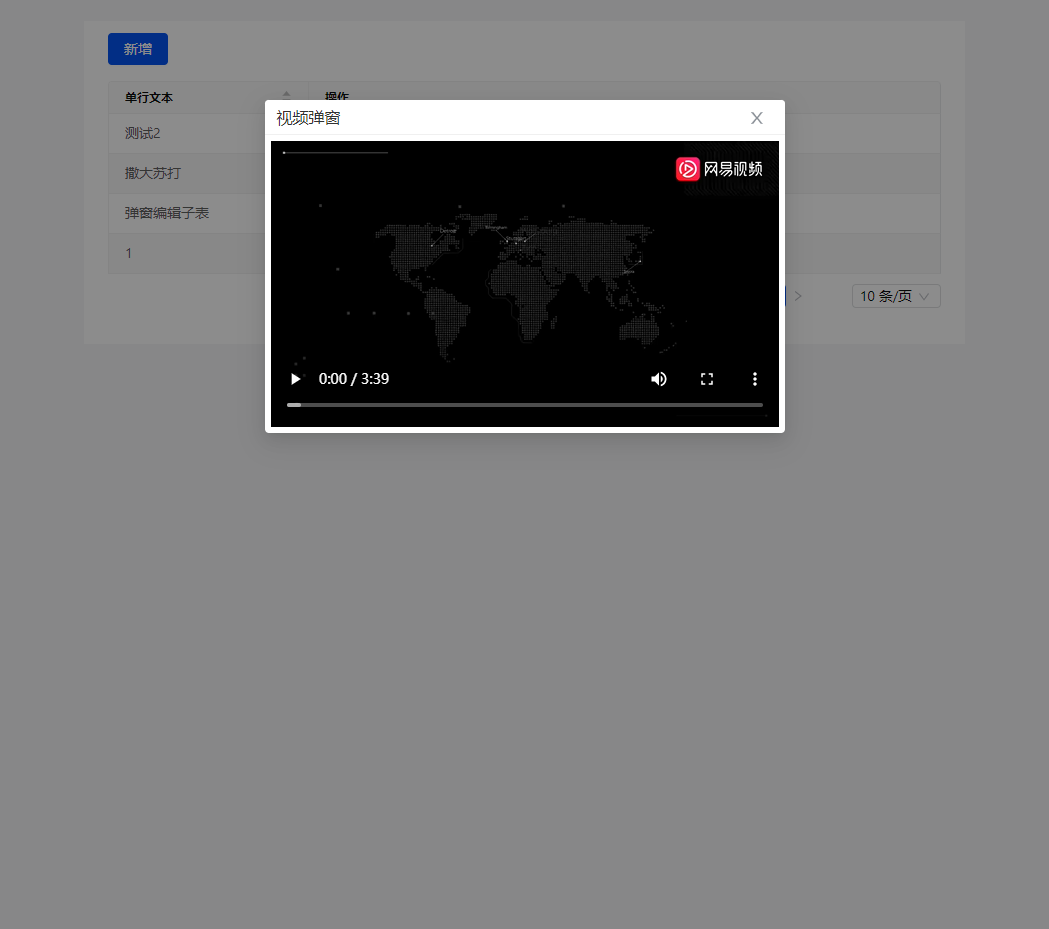 新增
单行文本
操作
测试2
撒大苏打
弹窗编辑子表
1
10 条/页
视频弹窗
网易视频
0:00 / 3:39